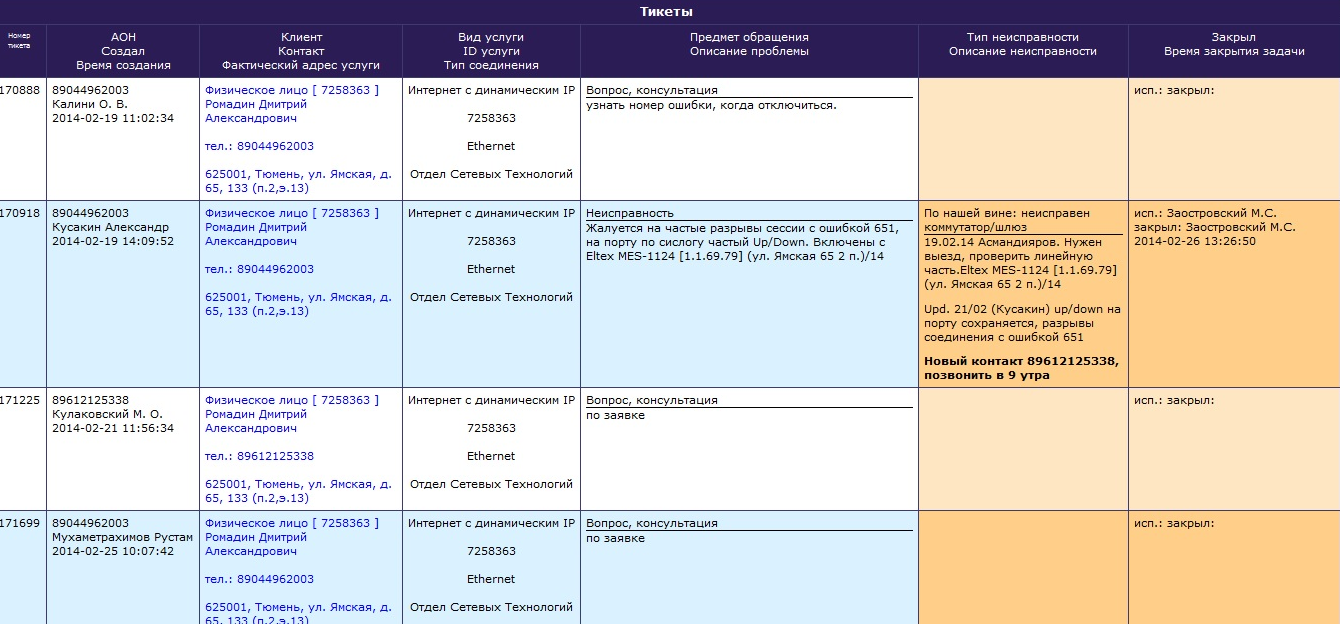 Тикеты
Номер
тикета
АОН
Создал
Время создания
Клиент
Контакт
Фактический адрес услуги
Вид услуги
ID услуги
Тип соединения
Предмет обращения
Описание проблемы
Тип неисправности
Описание неисправности
Закрыл
Время закрытия задачи
170888
89044962003
Калини О. В.
2014-02-19 11:02:34
Физическое лицо [ 7258363 ]
Ромадин Дмитрий
Александрович
тел.: 89044962003
625001, Тюмень, ул. Ямская, д.
65, 133 (п.2,э.13)
Интернет с динамическим IP
7258363
Ethernet
Отдел Сетевых Технологий
Вопрос, консультация
узнать номер ошибки, когда отключиться.
исп.: закрыл:
170918
89044962003
Кусакин Александр
2014-02-19 14:09:52
Физическое лицо [ 7258363 ]
Ромадин Дмитрий
Александрович
тел.: 89044962003
625001, Тюмень, ул. Ямская, д.
65, 133 (п.2,э.13)
Интернет с динамическим IP
7258363
Ethernet
Отдел Сетевых Технологий
Неисправность
Жалуется на частые разрывы сессии с ошибкой 651,
на порту по сислогу частый Up/Down. Включены с
Eltex MES-1124 [1.1.69.79] (ул. Ямская 65 2 п.)/14
По нашей вине: неисправен
коммутатор/шлюз
19.02.14 Асмандияров. Нужен
выезд, проверить линейную
часть.Eltex MES-1124 [1.1.69.79]
(ул. Ямская 65 2 п.)/14
Upd. 21/02 (Кусакин) up/down на
порту сохраняется, разрывы
соединения с ошибкой 651
Новый контакт 89612125338,
позвонить в 9 утра
исп.: Заостровский М.С.
закрыл: Заостровский М.С.
2014-02-26 13:26:50
171225
89612125338
Кулаковский М. О.
2014-02-21 11:56:34
Физическое лицо [ 7258363 ]
Ромадин Дмитрий
Александрович
тел.: 89612125338
625001, Тюмень, ул. Ямская, д.
65, 133 (п.2,э.13)
Интернет с динамическим IP
7258363
Ethernet
Отдел Сетевых Технологий
Вопрос, консультация
по заявке
исп.: закрыл:
171699
89044962003
Мухаметрахимов Рустам
2014-02-25 10:07:42
Физическое лицо [ 7258363 ]
Ромадин Дмитрий
Александрович
тел.: 89044962003
625001, Тюмень, ул. Ямская, д.
65, 133 (п.2,э.13)
Интернет с динамическим IP
7258363
Ethernet
Отдел Сетевых Технологий
Вопрос, консультация
по заявке
исп.: закрыл: